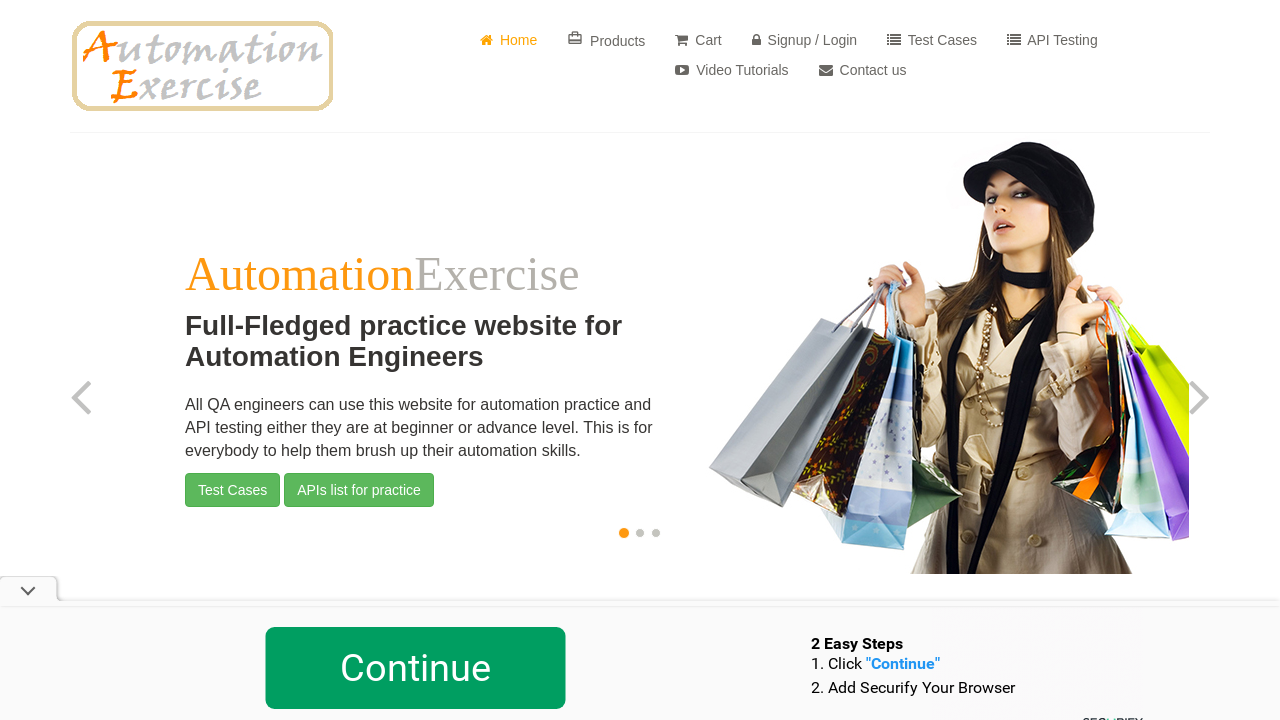 Automation
Exercise
Home
Products
Cart
Signup / Login
Test Cases
API Testing
Video Tutorials
Contact us
AutomationExercise
Full-Fledged practice website for
Automation Engineers
All QA engineers can use this website for automation practice and
API testing either they are at beginner or advance level. This is for
everybody to help them brush up their automation skills.
Test Cases
APIs list for practice
Continue
2 Easy Steps
1. Click "Continue"
2. Add Securify Your Browser